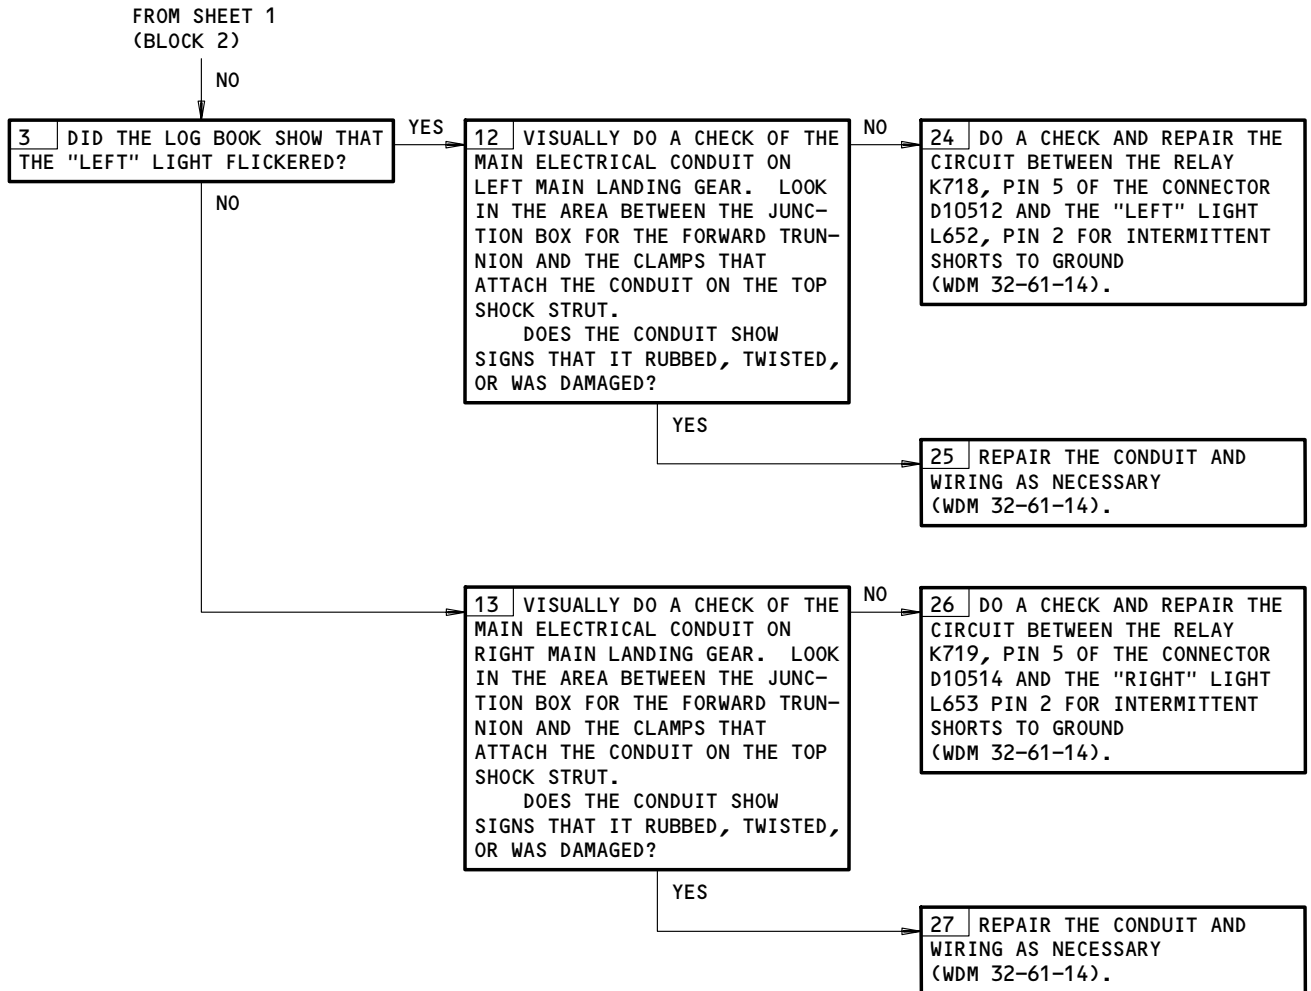 FROM SHEET 1
(BLOCK 2)
NO
3 DID THE LOG BOOK SHOW THAT
THE "LEFT" LIGHT FLICKERED?
YES
NO
12 VISUALLY DO A CHECK OF THE
MAIN ELECTRICAL CONDUIT ON
LEFT MAIN LANDING GEAR. LOOK
IN THE AREA BETWEEN THE JUNC-
TION BOX FOR THE FORWARD TRUN-
NION AND THE CLAMPS THAT
ATTACH THE CONDUIT ON THE TOP
SHOCK STRUT.
DOES THE CONDUIT SHOW
SIGNS THAT IT RUBBED, TWISTED,
OR WAS DAMAGED?
NO
24 DO A CHECK AND REPAIR THE
CIRCUIT BETWEEN THE RELAY
K718, PIN 5 OF THE CONNECTOR
D10512 AND THE "LEFT" LIGHT
L652, PIN 2 FOR INTERMITTENT
SHORTS TO GROUND
(WDM 32-61-14).
YES
25 REPAIR THE CONDUIT AND
WIRING AS NECESSARY
(WDM 32-61-14).
13 VISUALLY DO A CHECK OF THE
MAIN ELECTRICAL CONDUIT ON
RIGHT MAIN LANDING GEAR. LOOK
IN THE AREA BETWEEN THE JUNC-
TION BOX FOR THE FORWARD TRUN-
NION AND THE CLAMPS THAT
ATTACH THE CONDUIT ON THE TOP
SHOCK STRUT.
DOES THE CONDUIT SHOW
SIGNS THAT IT RUBBED, TWISTED,
OR WAS DAMAGED?
NO
26 DO A CHECK AND REPAIR THE
CIRCUIT BETWEEN THE RELAY
K719, PIN 5 OF THE CONNECTOR
D10514 AND THE "RIGHT" LIGHT
L653 PIN 2 FOR INTERMITTENT
SHORTS TO GROUND
(WDM 32-61-14).
YES
27 REPAIR THE CONDUIT AND
WIRING AS NECESSARY
(WDM 32-61-14).